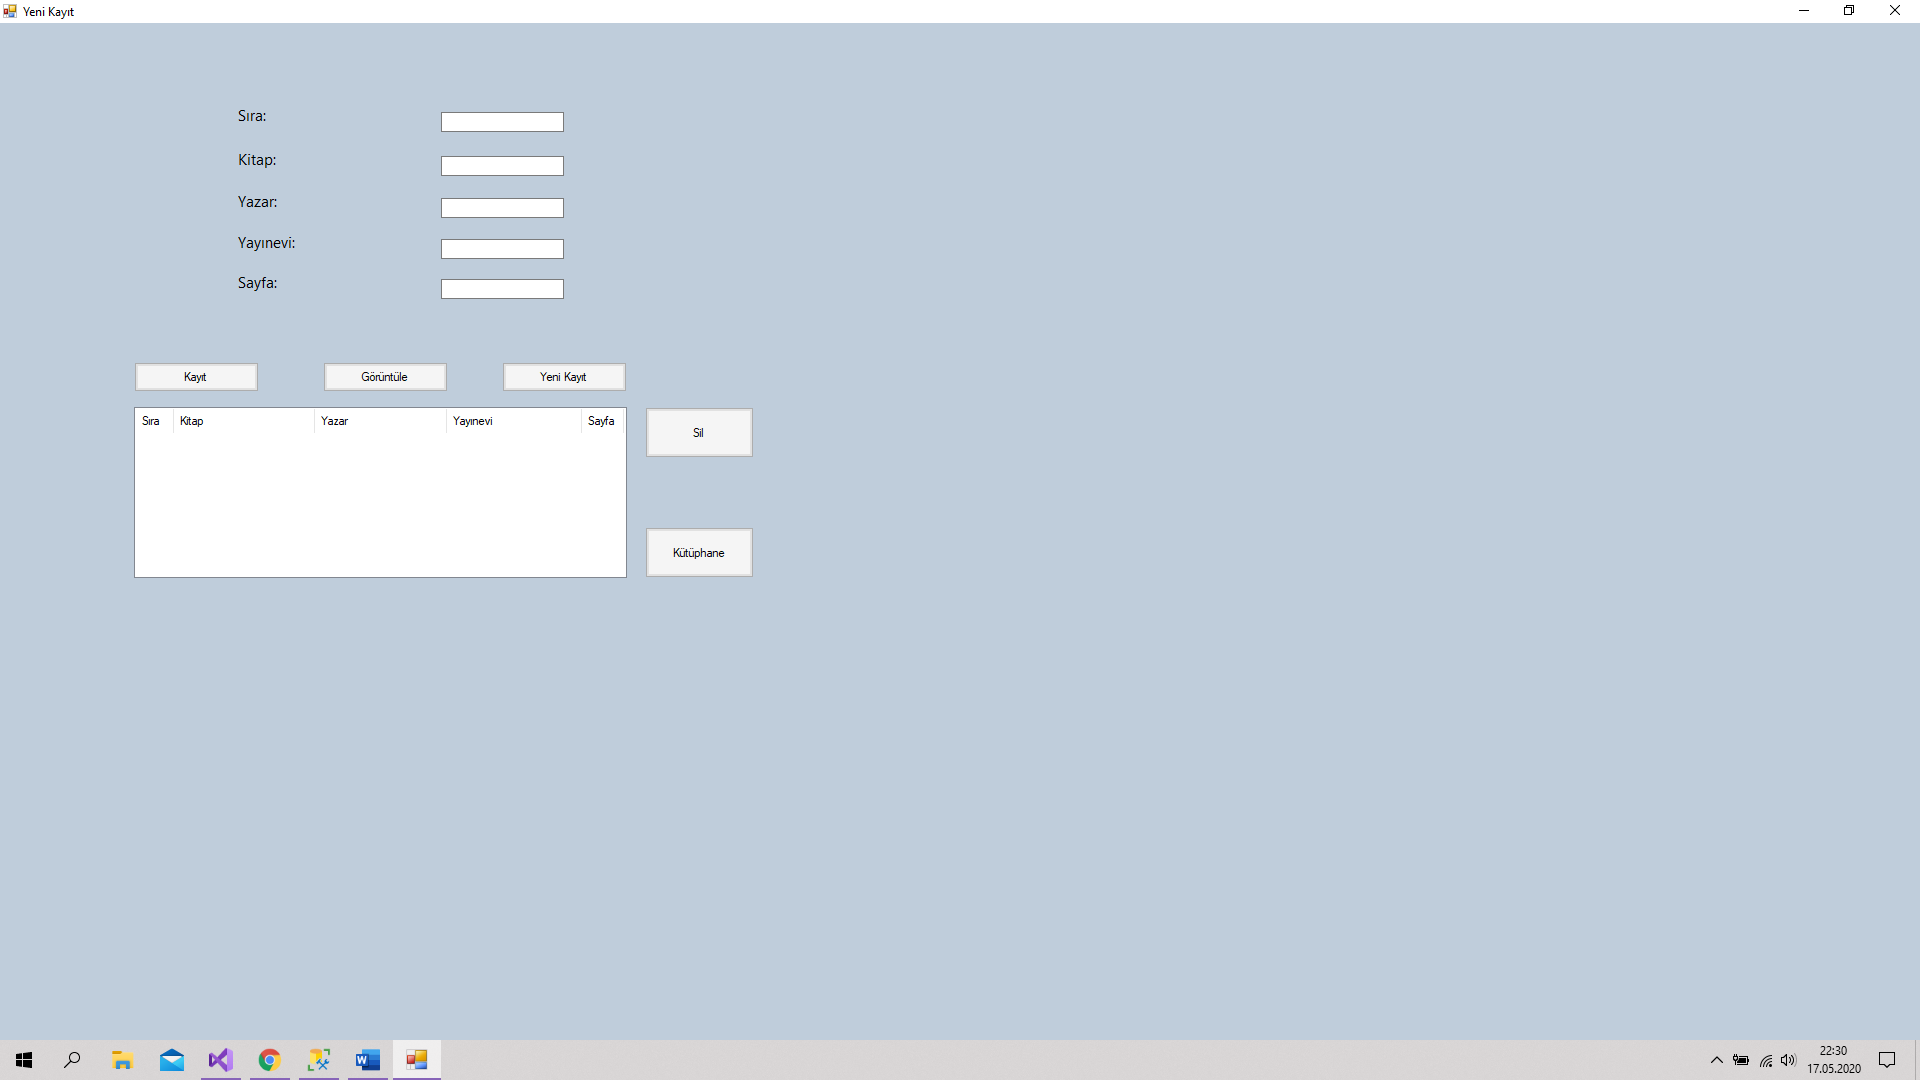 Yeni Kayıt
Sıra:
Kitap:
Yazar:
Yayınevi:
Sayfa:
Kayıt Görüntüle Yeni Kayıt
Sıra Kitap Yazar Yayınevi Sayfa
Sil
Kütüphane
22:30
17.05.2020